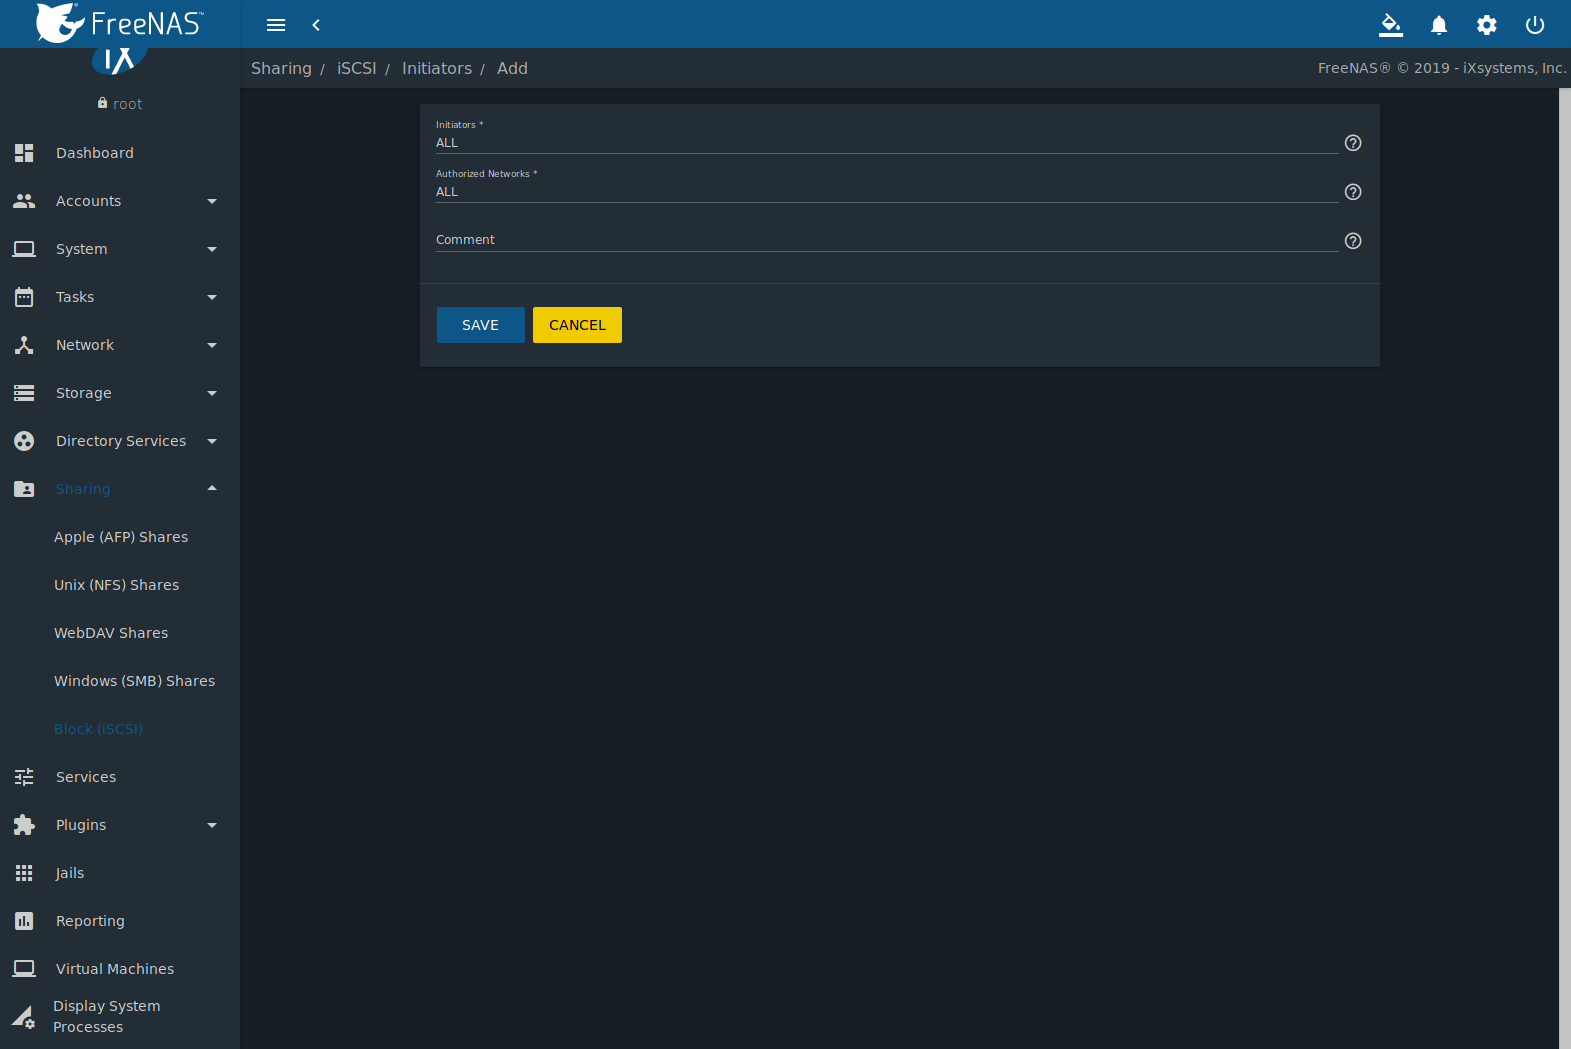 FreeNAS™
iX
root
Dashboard
Accounts
System
Tasks
Network
Storage
Directory Services
Sharing
Apple (AFP) Shares
Unix (NFS) Shares
WebDAV Shares
Windows (SMB) Shares
Block (iSCSI)
Services
Plugins
Jails
Reporting
Virtual Machines
Display System
Processes
Sharing / iSCSI / Initiators / Add
FreeNAS® © 2019 - iXsystems, Inc.
Initiators *
ALL
Authorized Networks *
ALL
Comment
SAVE
CANCEL